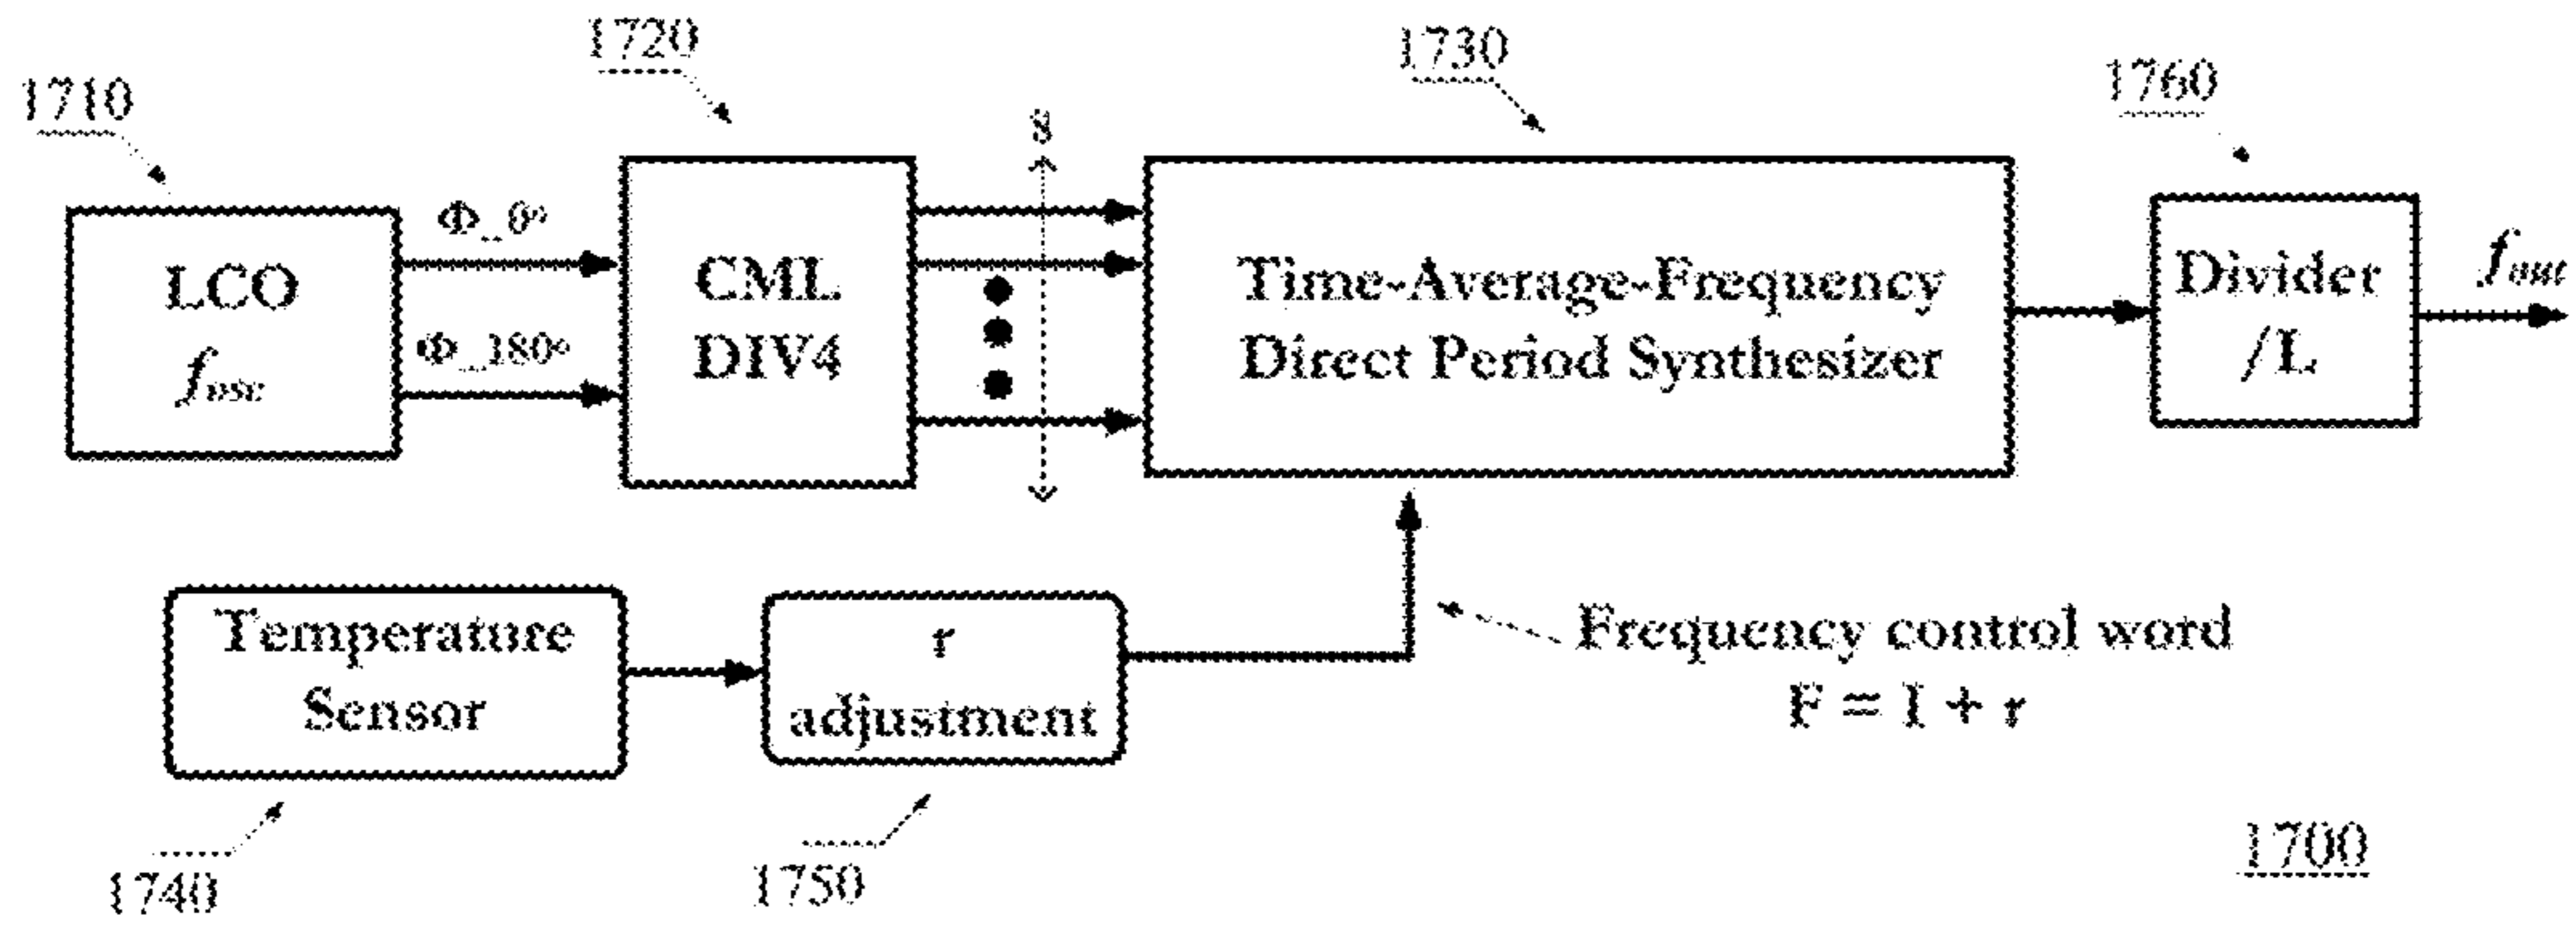 1710
1720
1730
1760
8
Φ_0°
Φ_180°
LCO
fosc
CML
DIV4
Time-Average-Frequency
Direct Period Synthesizer
Divider
/L
fout
Temperature
Sensor
r
adjustment
Frequency control word
F = I + r
1740
1750
1700